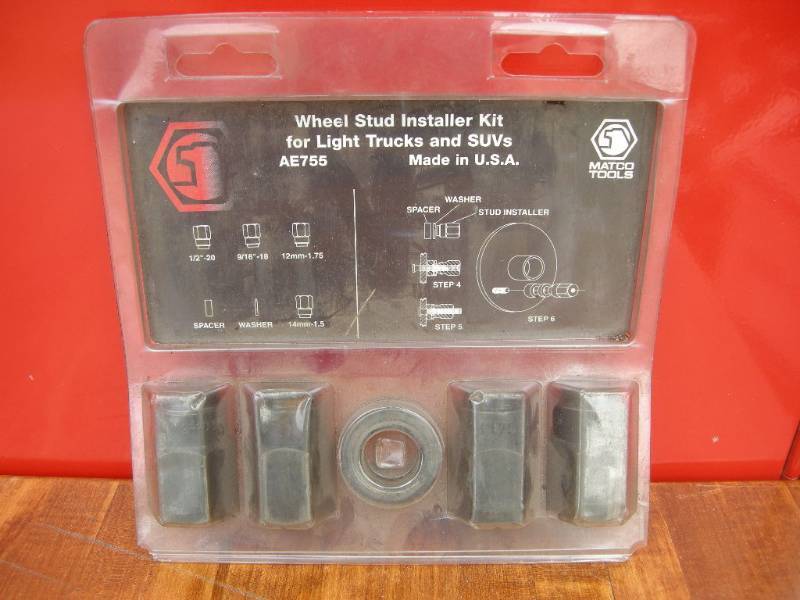 Wheel Stud Installer Kit
for Light Trucks and SUVs
AE755 Made in U.S.A.
MATCO
TOOLS
WASHER
SPACER
STUD INSTALLER
1/2"-20 9/16"-18 12mm-1.75
STEP 4
SPACER WASHER 14mm-1.5
STEP 5
STEP 6